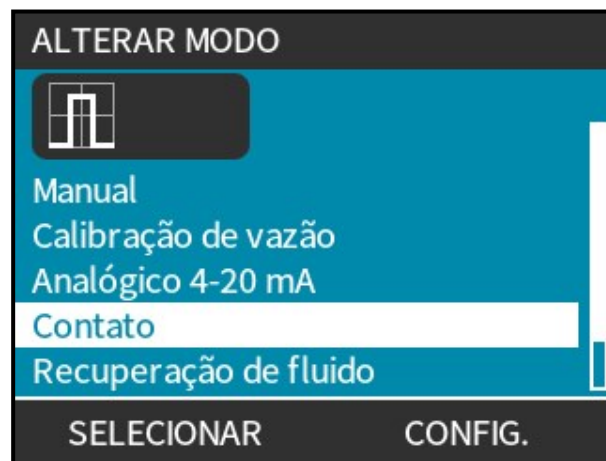 ALTERAR MODO
Manual
Calibração de vazão
Analógico 4-20 mA
Contato
Recuperação de fluido
SELECIONAR CONFIG.